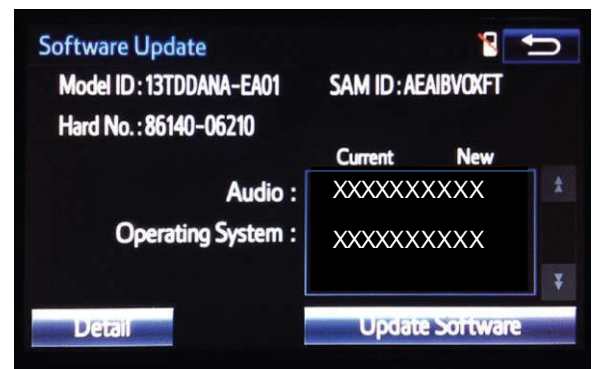 Software Update
Model ID : 13TDDANA-EA01 SAM ID : AEAIBVOXFT
Hard No. : 86140-06210
Current New
Audio : XXXXXXXXXX
Operating System : XXXXXXXXXX
Detail Update Software